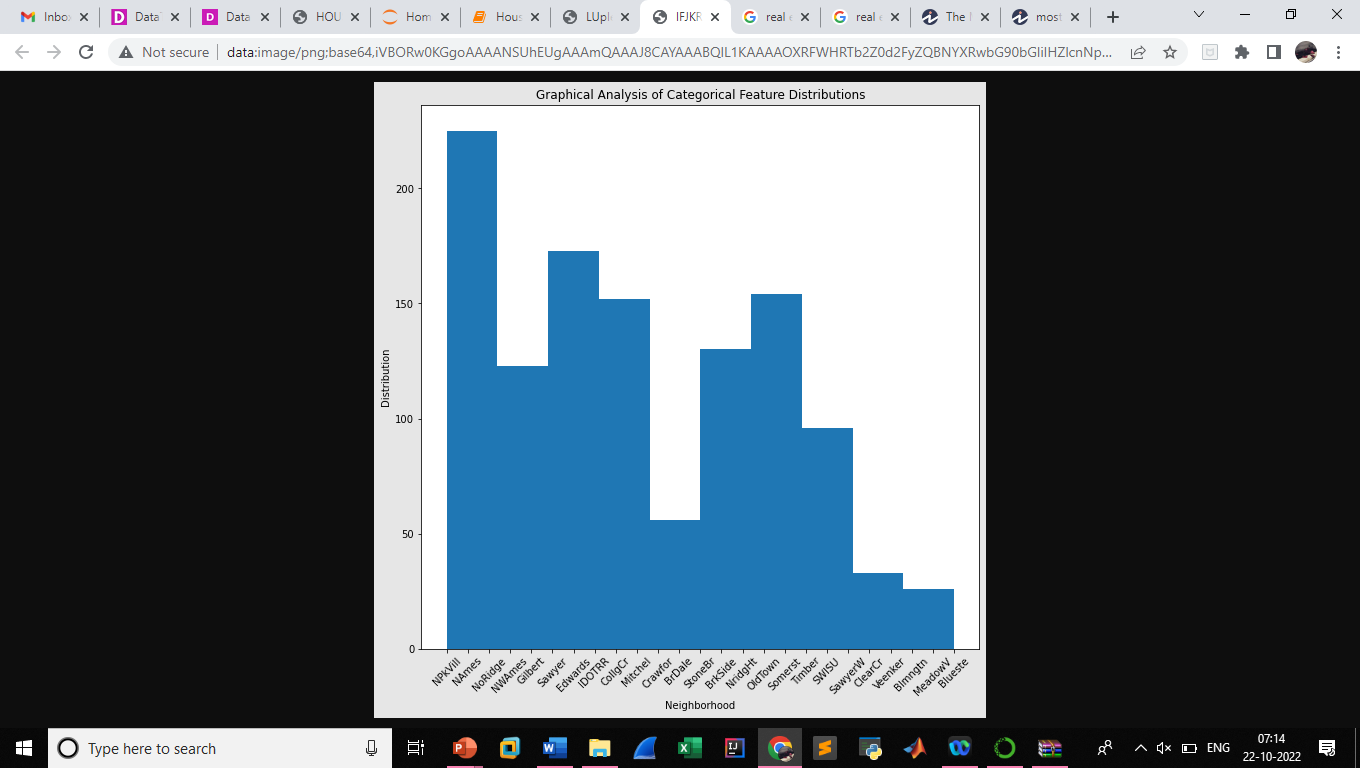 Inbo
Data
Data
HOU
Hom
Hous
LUpl
IFJKF
real e
real e
The
most
Not secure
data:image/png;base64,iVBORw0KGgoAAAANSUhEUgAAAmQAAAJ8CAYAAABQIL1KAAAAOXRFWHRTb2Z0d2FyZQBNYXRwbG90bGliIHZlcnNp...
Graphical Analysis of Categorical Feature Distributions
200
150
100
50
0
Distribution
NPkVill
NAmes
NoRidge
NWAmes
Gilbert
Sawyer
Edwards
IDOTRR
CollgCr
Mitchel
Crawfor
BrDale
StoneBr
BrkSide
NridgHt
OldTown
Somerst
Timber
SWISU
SawyerW
ClearCr
Veenker
Blmngtn
MeadowV
Blueste
Neighborhood
Type here to search
ENG
07:14
22-10-2022